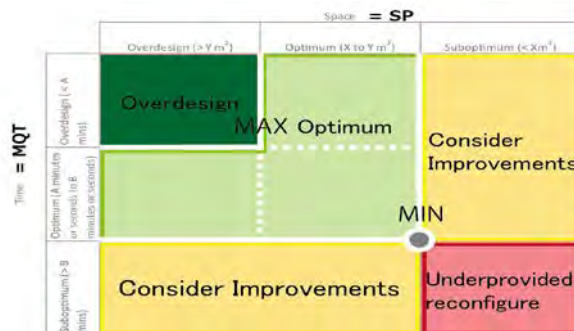 Space = SP
Overdesign (> Y m²)
Optimum (X to Y m²)
Suboptimum (< Xm²)
Time = MQT
Overdesign (< A
mins)
Optimum (A minutes
or seconds to B
minutes or seconds)
Suboptimum (> B
mins)
Overdesign
MAX Optimum
Consider
Improvements
MIN
Consider Improvements
Underprovided
reconfigure